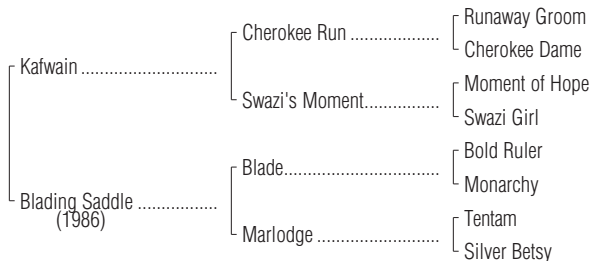 Runaway Groom
Cherokee Run ..................
Cherokee Dame
Kafwain ...........................
Moment of Hope
Swazi's Moment...............
Swazi Girl
Bold Ruler
Blade...............................
Monarchy
Blading Saddle ................
(1986)
Tentam
Marlodge ........................
Silver Betsy